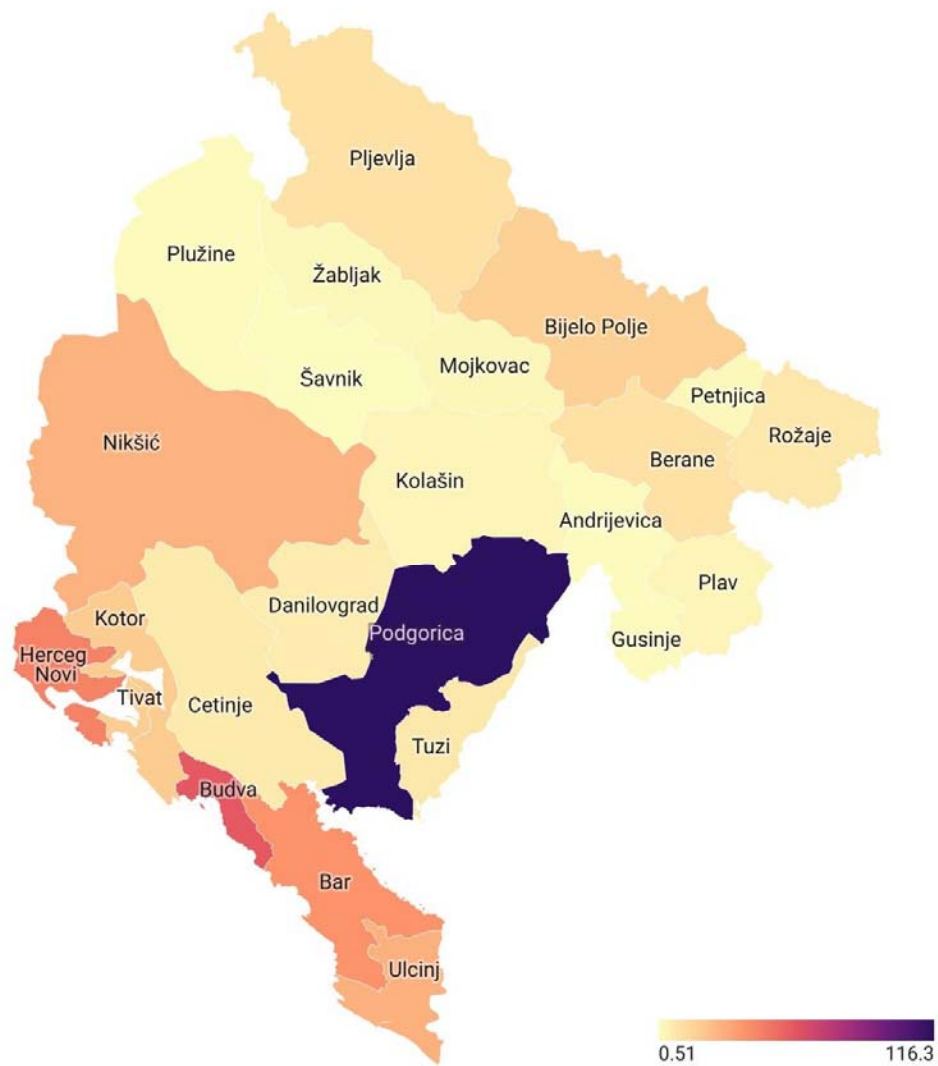 Pljevlja
Plužine
Žabljak
Bijelo Polje
Mojkovac
Šavnik
Petnjica
Rožaje
Nikšić
Berane
Kolašin
Andrijevica
Plav
Danilovgrad
Kotor
Podgorica
Gusinje
Herceg
Novi
Tivat
Cetinje
Tuzi
Budva
Bar
Ulcinj
0.51
116.3